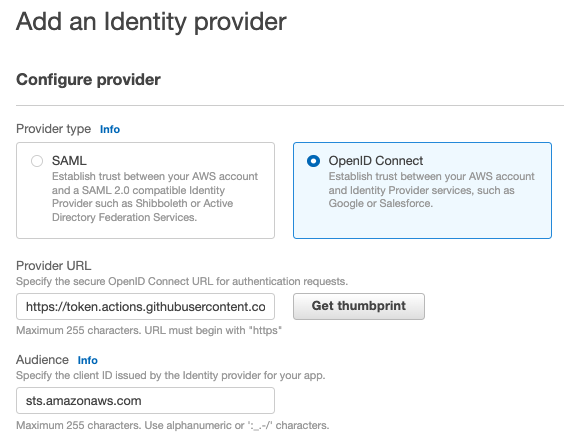 Add an Identity provider
Configure provider
Provider type Info
SAML
Establish trust between your AWS account
and a SAML 2.0 compatible Identity
Provider such as Shibboleth or Active
Directory Federation Services.
OpenID Connect
Establish trust between your AWS account
and Identity Provider services, such as
Google or Salesforce.
Provider URL
Specify the secure OpenID Connect URL for authentication requests.
https://token.actions.githubusercontent.co
Get thumbprint
Maximum 255 characters. URL must begin with "https"
Audience Info
Specify the client ID issued by the Identity provider for your app.
sts.amazonaws.com
Maximum 255 characters. Use alphanumeric or ':_.-/' characters.